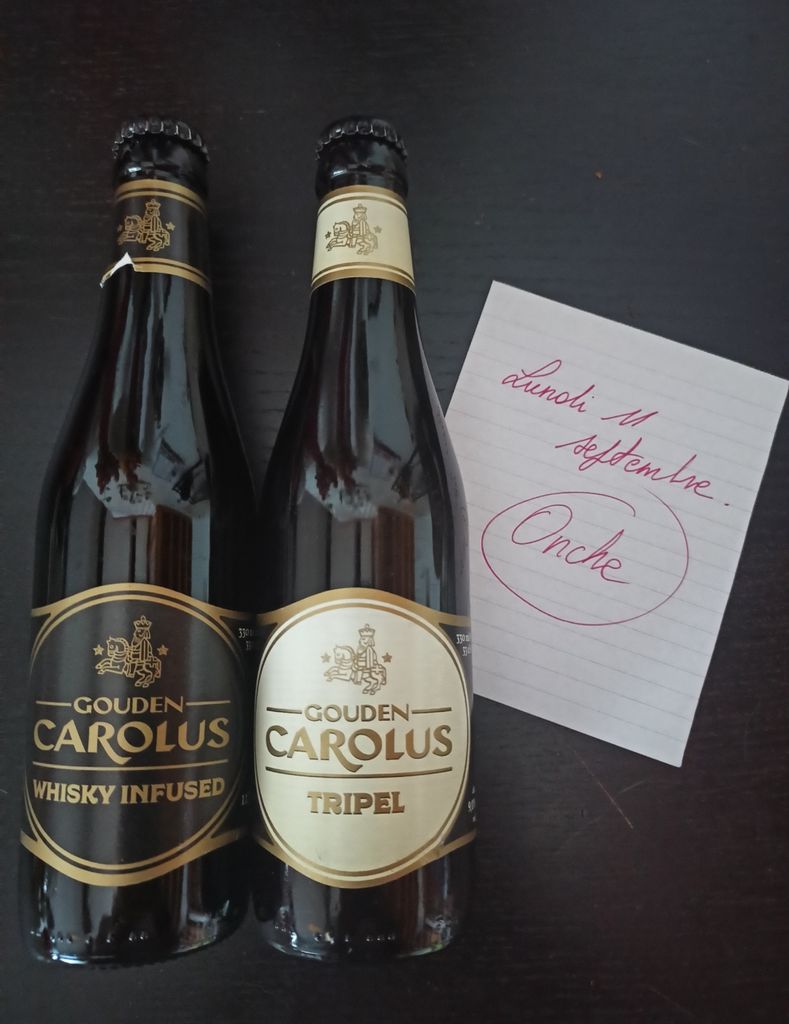 GOUDEN
CAROLUS
WHISKY INFUSED
GOUDEN
CAROLUS
TRIPEL
Lundi 11
septembre.
Onche